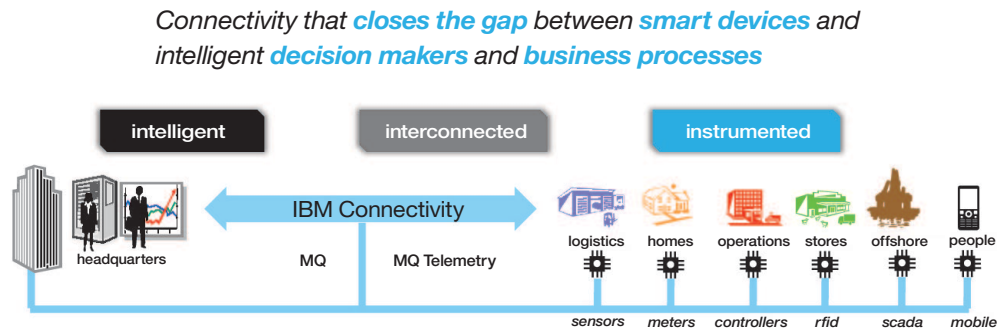 Connectivity that closes the gap between smart devices and
intelligent decision makers and business processes
intelligent
interconnected
instrumented
IBM Connectivity
headquarters
MQ
MQ Telemetry
logistics
homes
operations
stores
offshore
people
sensors
meters
controllers
rfid
scada
mobile